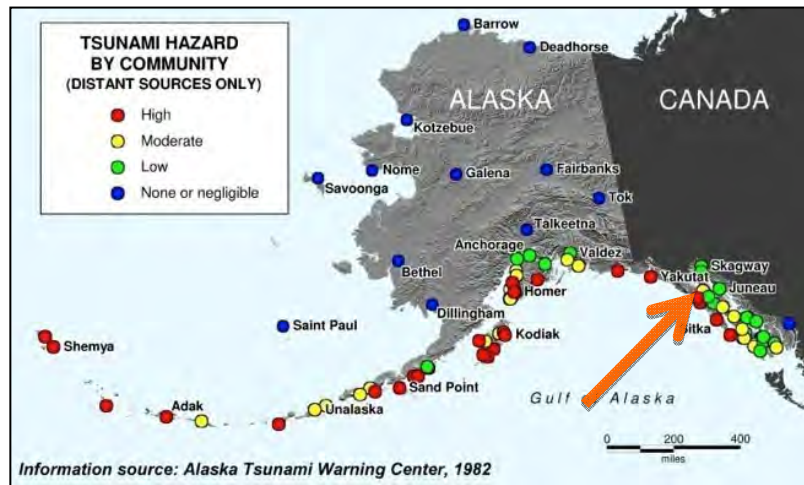 TSUNAMI HAZARD
BY COMMUNITY
(DISTANT SOURCES ONLY)
High
Moderate
Low
None or negligible
Barrow
Deadhorse
ALASKA
CANADA
Kotzebue
Nome
Galena
Fairbanks
Savoonga
Tok
Talkeetna
Anchorage
Valdez
Skagway
Bethel
Yakutat
Juneau
Homer
Dillingham
Saint Paul
Kodiak
Sitka
Shemya
Sand Point
Gulf of Alaska
Adak
Unalaska
0 200 400
miles
Information source: Alaska Tsunami Warning Center, 1982